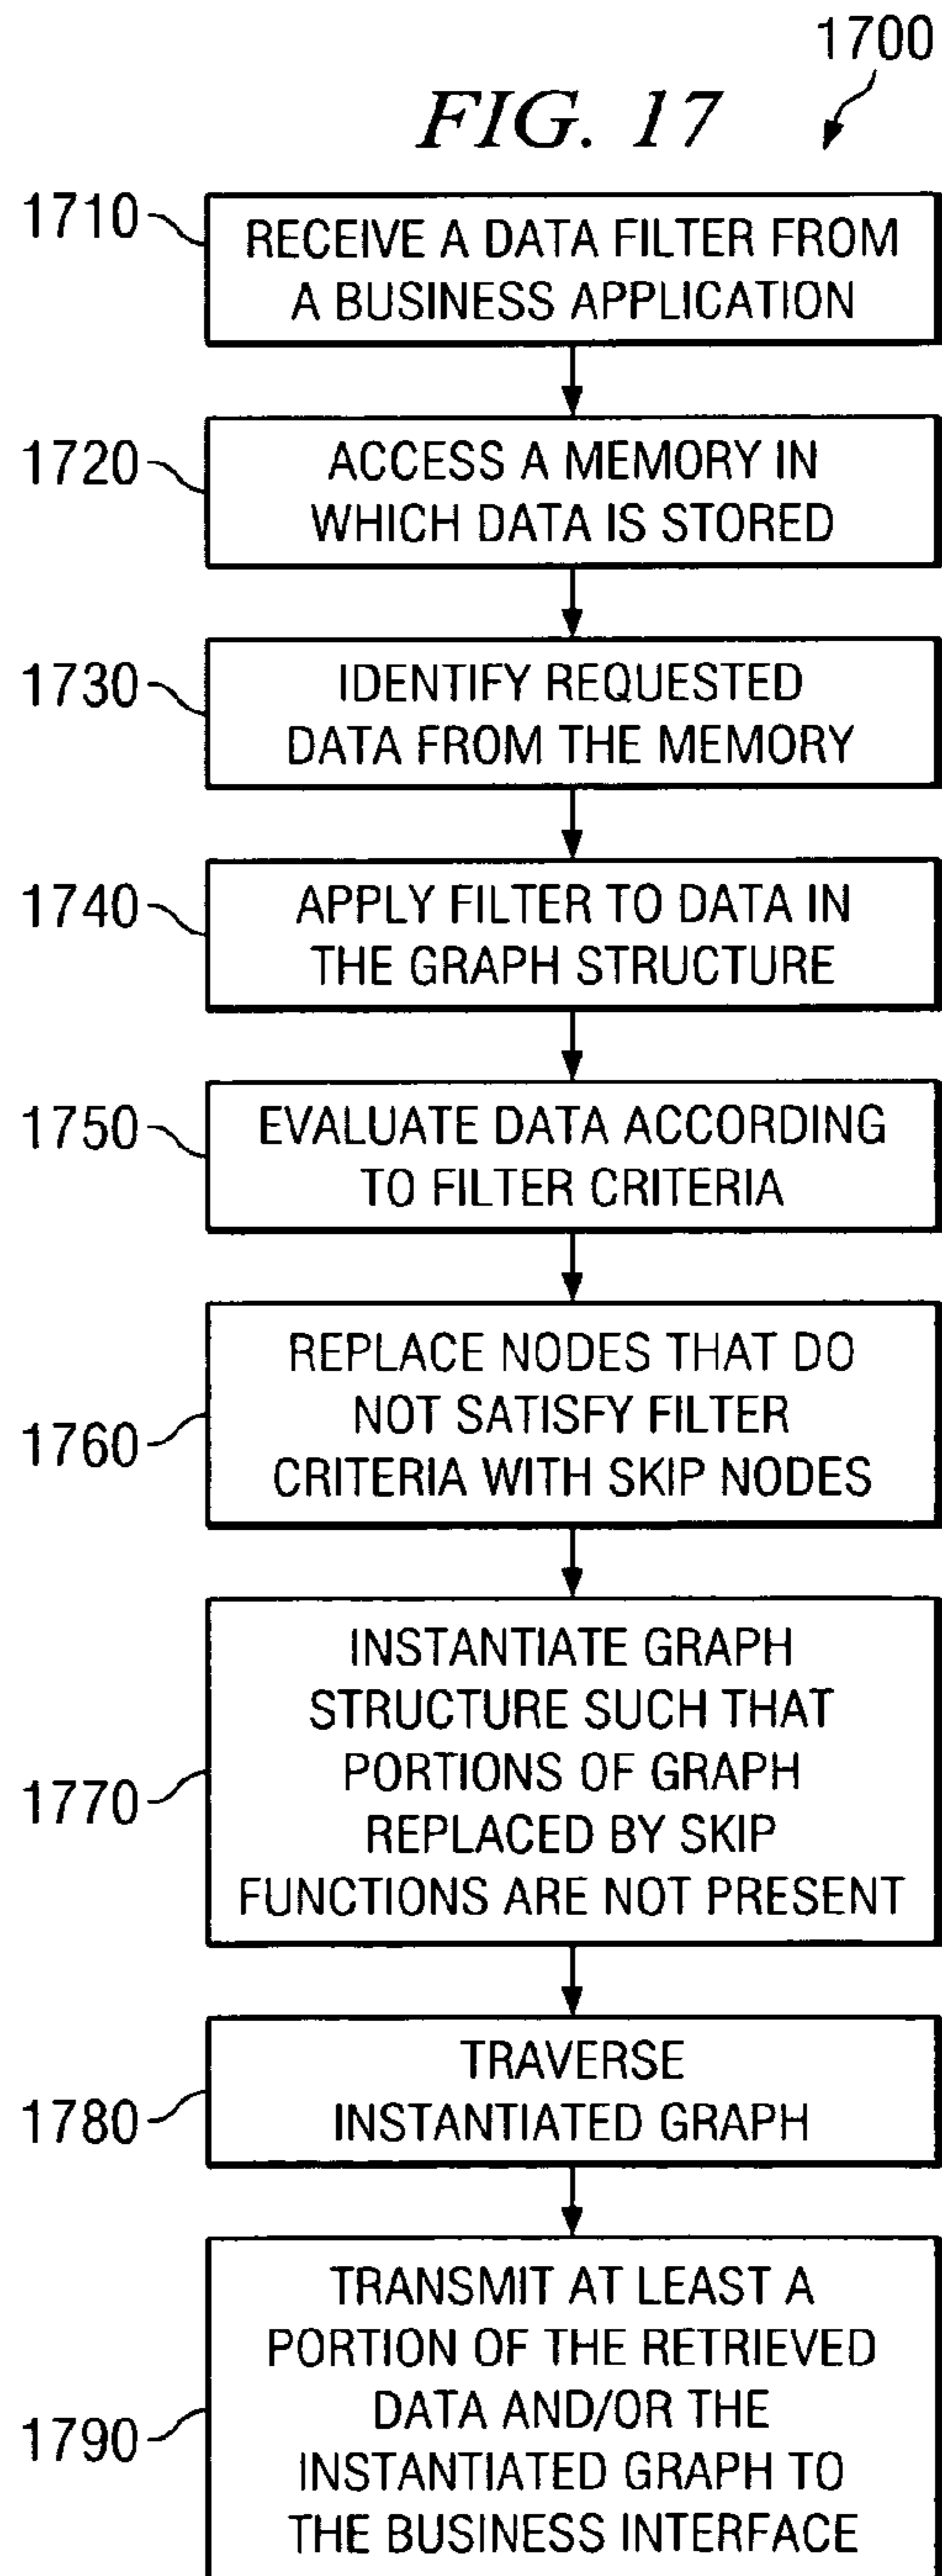 1700
FIG. 17
1710
RECEIVE A DATA FILTER FROM
A BUSINESS APPLICATION
1720
ACCESS A MEMORY IN
WHICH DATA IS STORED
1730
IDENTIFY REQUESTED
DATA FROM THE MEMORY
1740
APPLY FILTER TO DATA IN
THE GRAPH STRUCTURE
1750
EVALUATE DATA ACCORDING
TO FILTER CRITERIA
1760
REPLACE NODES THAT DO
NOT SATISFY FILTER
CRITERIA WITH SKIP NODES
1770
INSTANTIATE GRAPH
STRUCTURE SUCH THAT
PORTIONS OF GRAPH
REPLACED BY SKIP
FUNCTIONS ARE NOT PRESENT
1780
TRAVERSE
INSTANTIATED GRAPH
1790
TRANSMIT AT LEAST A
PORTION OF THE RETRIEVED
DATA AND/OR THE
INSTANTIATED GRAPH TO
THE BUSINESS INTERFACE